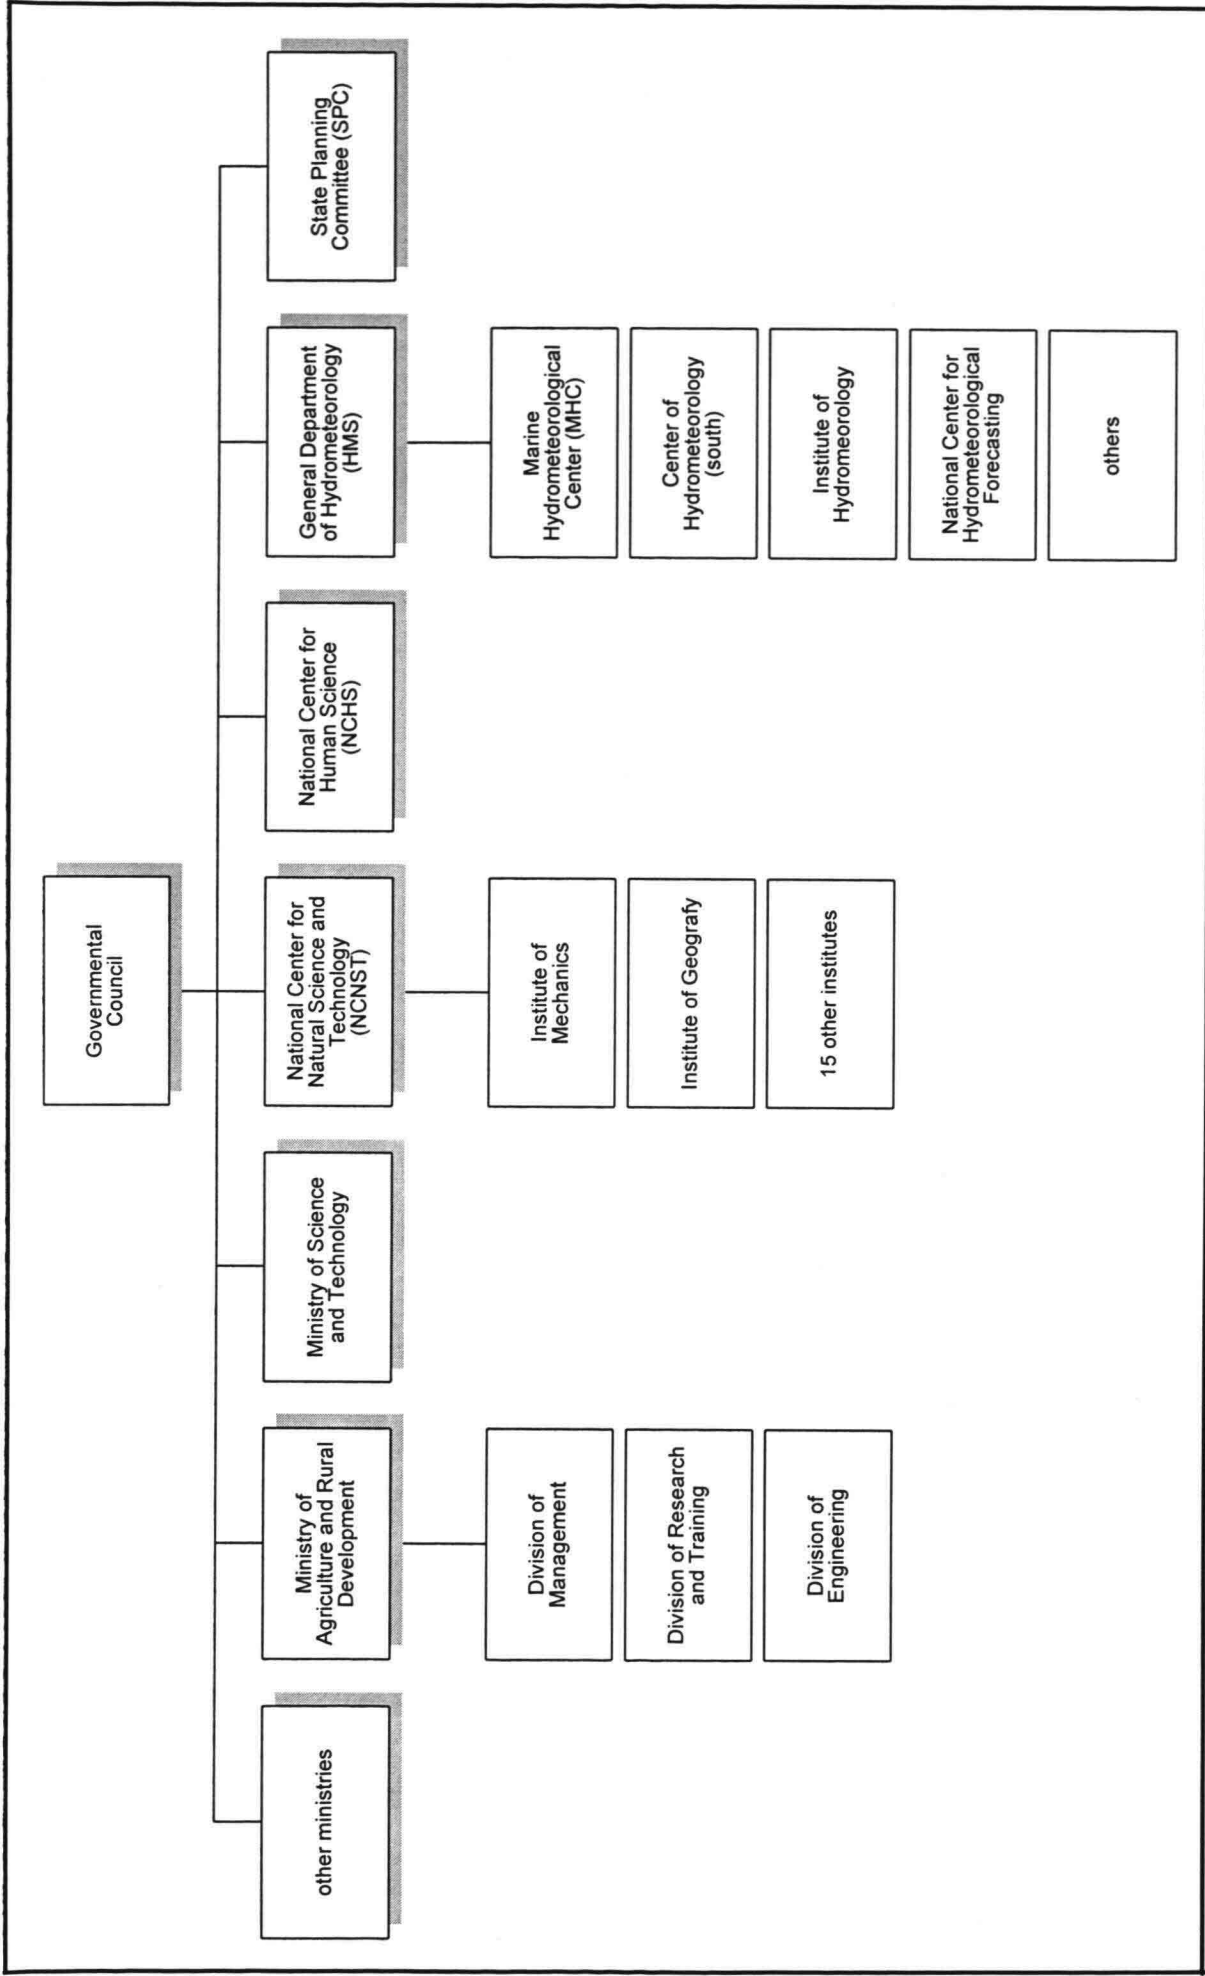 Governmental
Council
other ministries
Ministry of
Agriculture and Rural
Development
Ministry of Science
and Technology
National Center for
Natural Science and
Technology
(NCNST)
National Center for
Human Science
(NCHS)
General Department
of Hydrometeorology
(HMS)
State Planning
Committee (SPC)
Division of
Management
Division of Research
and Training
Division of
Engineering
Institute of
Mechanics
Institute of Geografy
15 other institutes
Marine
Hydrometeorological
Center (MHC)
Center of
Hydrometeorology
(south)
Institute of
Hydromeorology
National Center for
Hydrometeorological
Forecasting
others